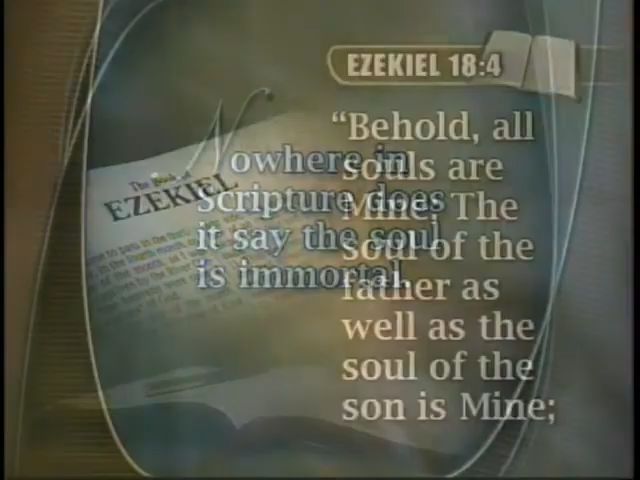 EZEKIEL 18:4
"Behold, all
souls are
Mine; The
soul of the
father as
well as the
soul of the
son is Mine;
Nowhere in
Scripture does
it say the soul
is immortal.
The Book of
EZEKIEL